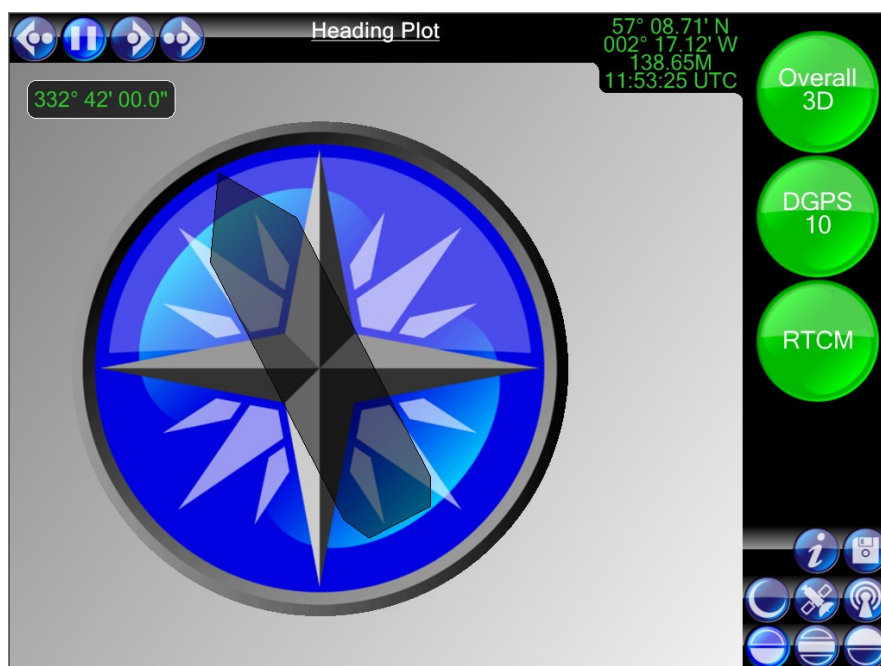 Heading Plot
57° 08.71' N
002° 17.12' W
138.65M
11:53:25 UTC
332° 42' 00.0"
Overall
3D
DGPS
10
RTCM
i